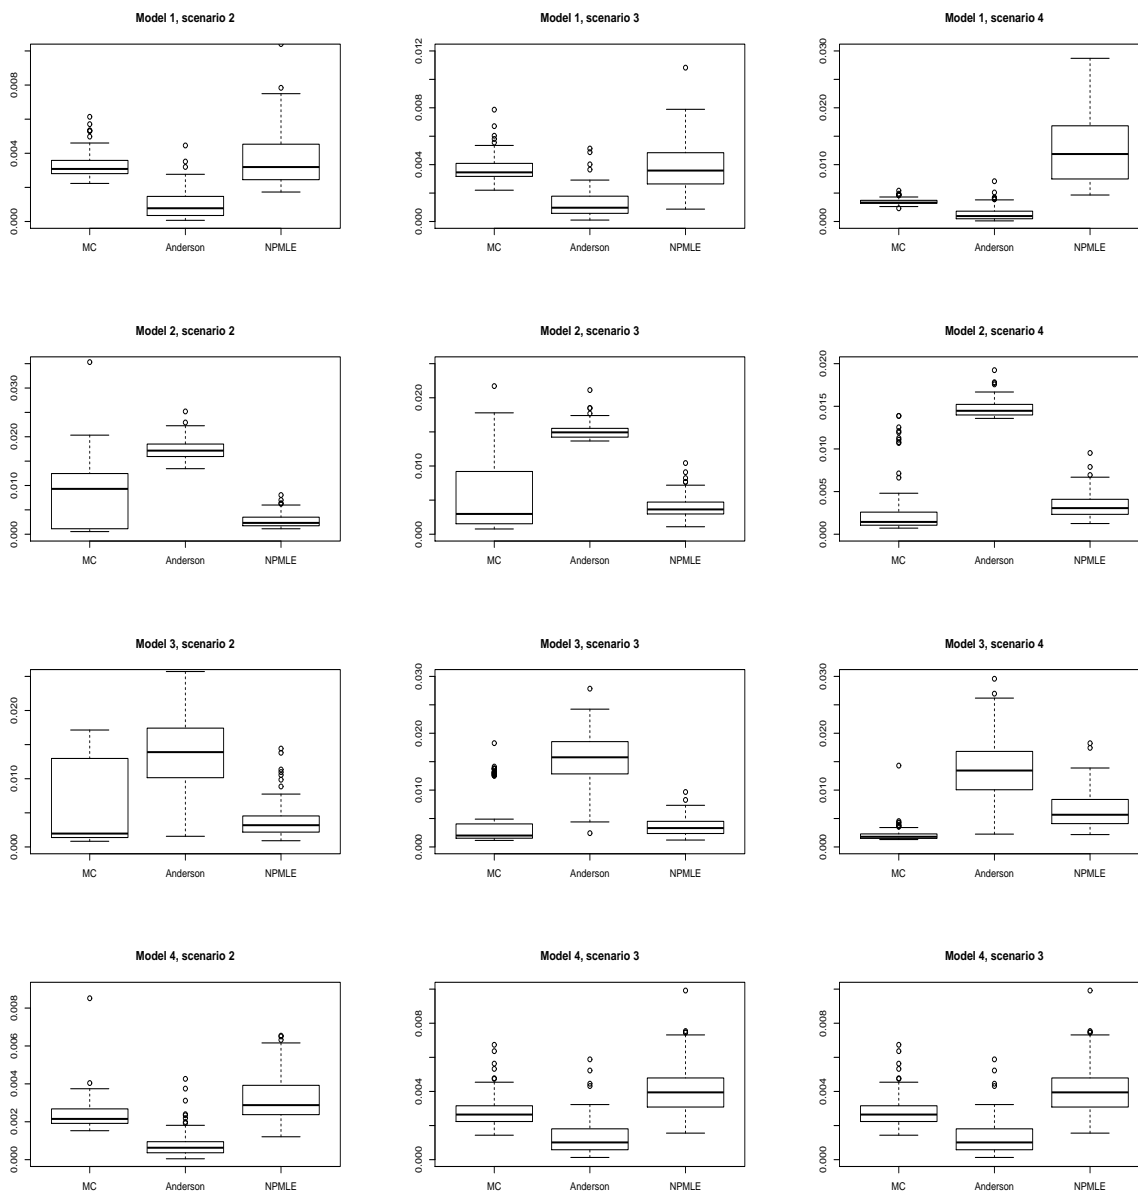 Model 1, scenario 2
Model 1, scenario 3
Model 1, scenario 4
0.000 0.004 0.008
MC Anderson NPMLE
0.000 0.004 0.008 0.012
MC Anderson NPMLE
0.000 0.010 0.020 0.030
MC Anderson NPMLE
Model 2, scenario 2
Model 2, scenario 3
Model 2, scenario 4
0.000 0.010 0.020 0.030
MC Anderson NPMLE
0.000 0.010 0.020
MC Anderson NPMLE
0.000 0.005 0.010 0.015 0.020
MC Anderson NPMLE
Model 3, scenario 2
Model 3, scenario 3
Model 3, scenario 4
0.000 0.010 0.020
MC Anderson NPMLE
0.000 0.010 0.020 0.030
MC Anderson NPMLE
0.000 0.010 0.020 0.030
MC Anderson NPMLE
Model 4, scenario 2
Model 4, scenario 3
Model 4, scenario 3
0.000 0.002 0.004 0.006 0.008
MC Anderson NPMLE
0.000 0.004 0.008
MC Anderson NPMLE
0.000 0.004 0.008
MC Anderson NPMLE